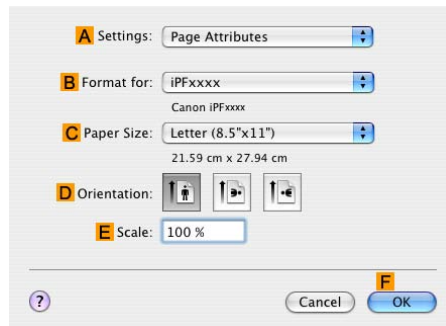 A Settings: Page Attributes
B Format for: iPFxxxx
Canon iPFxxxx
C Paper Size: Letter (8.5"x11")
21.59 cm x 27.94 cm
D Orientation:
E Scale: 100 %
F
? Cancel OK